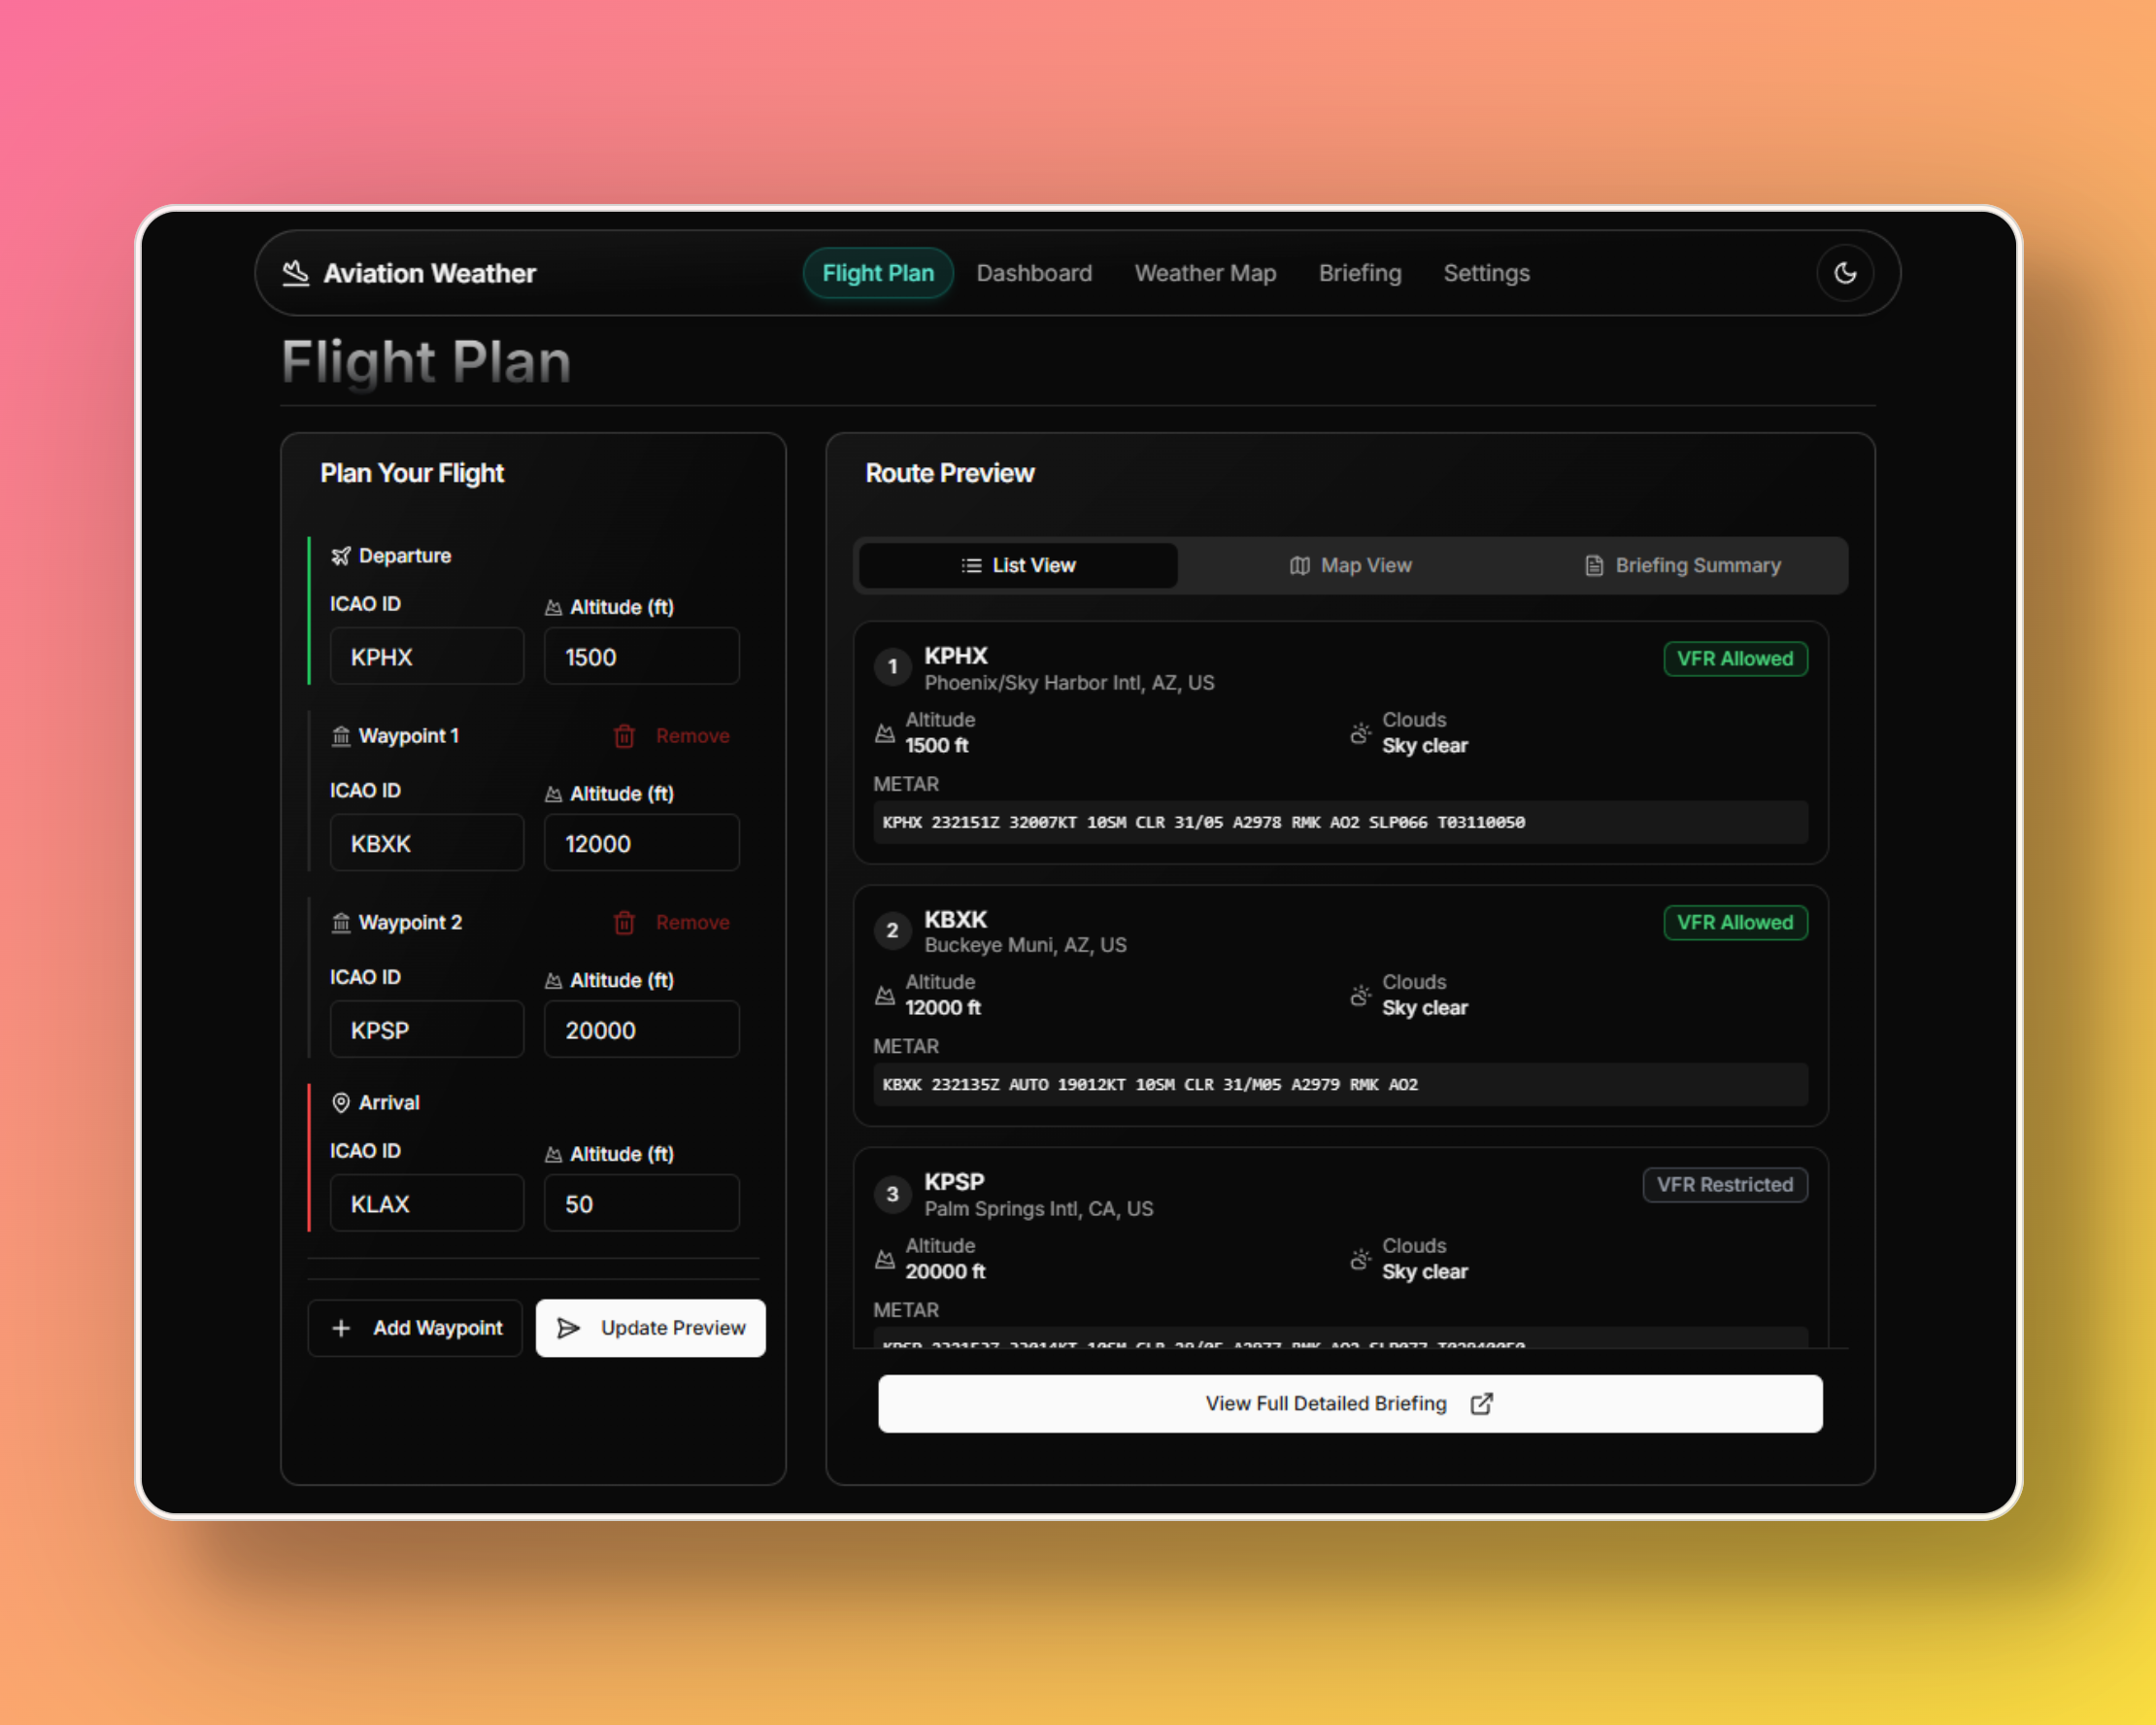 Aviation Weather
Flight Plan
Dashboard
Weather Map
Briefing
Settings
Flight Plan
Plan Your Flight
Departure
ICAO ID
Altitude (ft)
KPHX
1500
Waypoint 1
Remove
ICAO ID
Altitude (ft)
KBXK
12000
Waypoint 2
Remove
ICAO ID
Altitude (ft)
KPSP
20000
Arrival
ICAO ID
Altitude (ft)
KLAX
50
Add Waypoint
Update Preview
Route Preview
List View
Map View
Briefing Summary
1
KPHX
VFR Allowed
Phoenix/Sky Harbor Intl, AZ, US
Altitude
1500 ft
Clouds
Sky clear
METAR
KPHX 232151Z 32007KT 10SM CLR 31/05 A2978 RMK AO2 SLP066 T03110050
2
KBXK
VFR Allowed
Buckeye Muni, AZ, US
Altitude
12000 ft
Clouds
Sky clear
METAR
KBXK 232135Z AUTO 19012KT 10SM CLR 31/M05 A2979 RMK AO2
3
KPSP
VFR Restricted
Palm Springs Intl, CA, US
Altitude
20000 ft
Clouds
Sky clear
METAR
KPSP
View Full Detailed Briefing